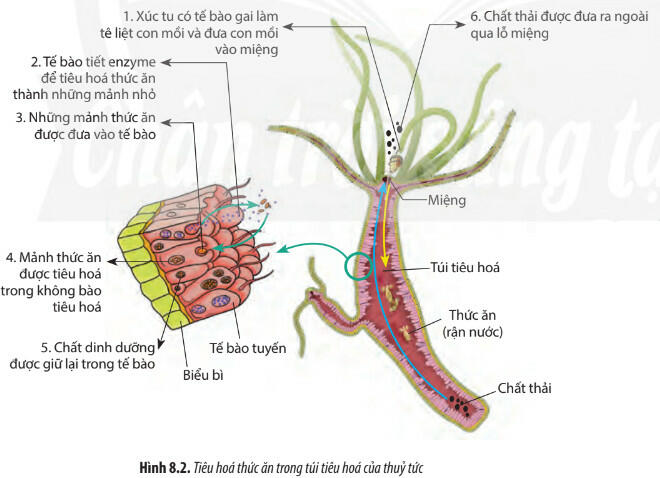 1. Xúc tu có tế bào gai làm
tê liệt con mồi và đưa con mồi
vào miệng
6. Chất thải được đưa ra ngoài
qua lỗ miệng
2. Tế bào tiết enzyme
để tiêu hoá thức ăn
thành những mảnh nhỏ
3. Những mảnh thức ăn
được đưa vào tế bào
Miệng
4. Mảnh thức ăn
được tiêu hoá
trong không bào
tiêu hoá
Túi tiêu hoá
Thức ăn
(rận nước)
5. Chất dinh dưỡng
được giữ lại trong tế bào
Tế bào tuyến
Biểu bì
Chất thải
Hình 8.2. Tiêu hoá thức ăn trong túi tiêu hoá của thuỷ tức